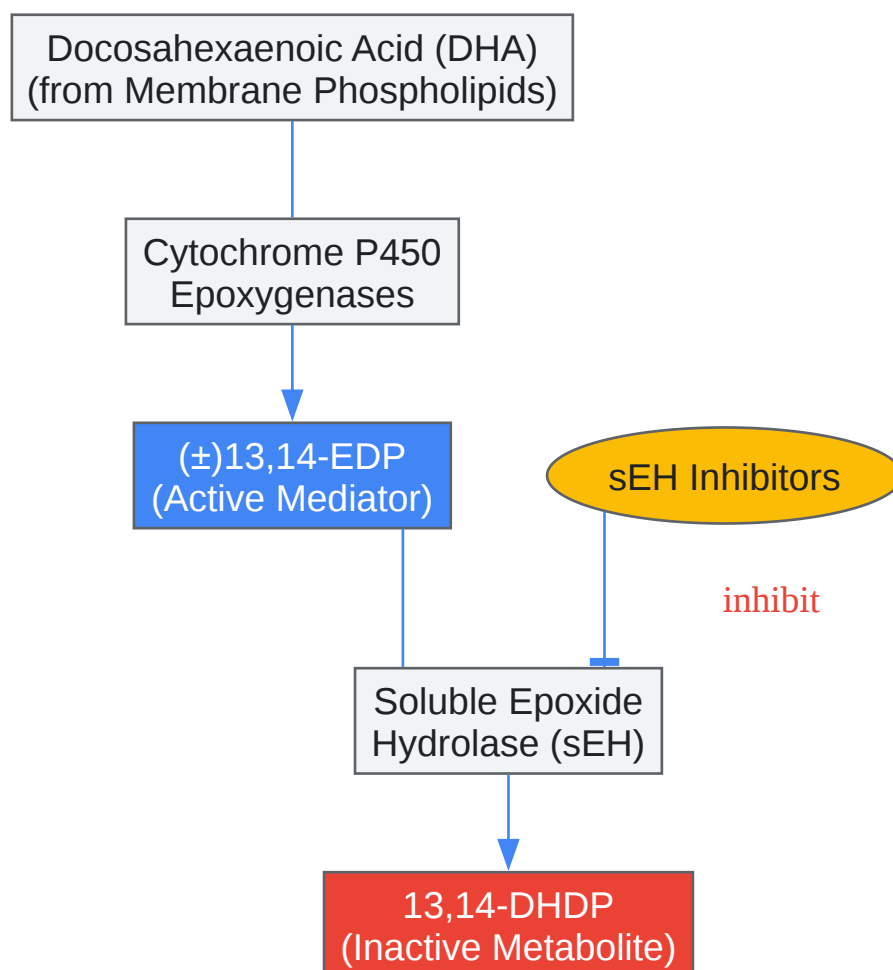 Docosahexaenoic Acid (DHA)
(from Membrane Phospholipids)
Cytochrome P450
Epoxygenases
(±)13,14-EDP
(Active Mediator)
sEH Inhibitors
inhibit
Soluble Epoxide
Hydrolase (sEH)
13,14-DHDP
(Inactive Metabolite)